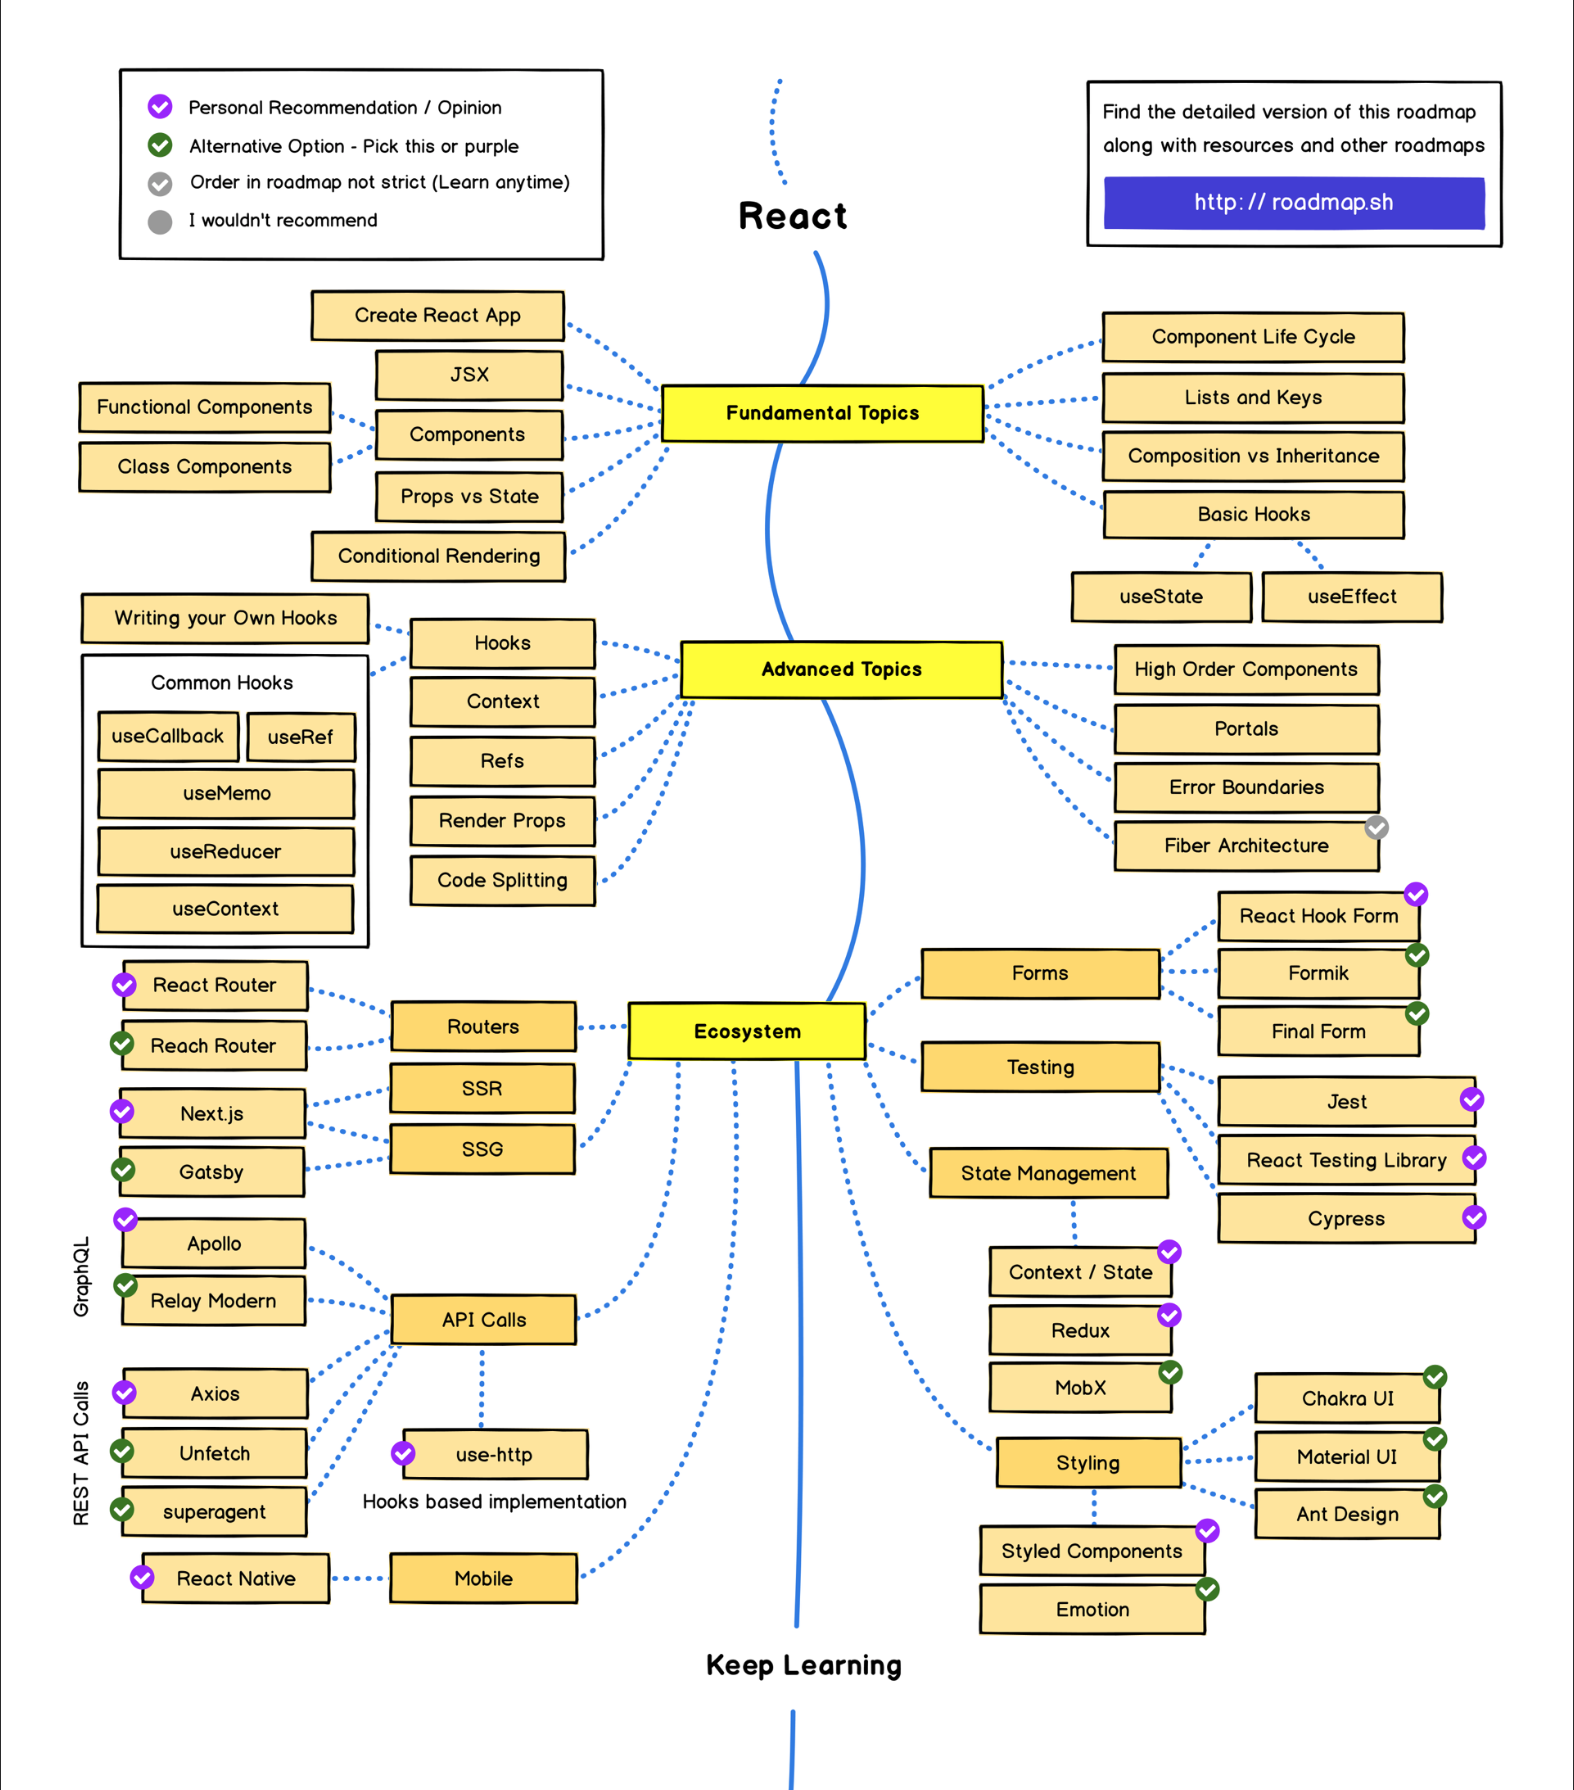 Personal Recommendation / Opinion
Alternative Option - Pick this or purple
Order in roadmap not strict (Learn anytime)
I wouldn't recommend
Find the detailed version of this roadmap
along with resources and other roadmaps
http://roadmap.sh
React
Create React App
JSX
Functional Components
Components
Class Components
Props vs State
Conditional Rendering
Fundamental Topics
Component Life Cycle
Lists and Keys
Composition vs Inheritance
Basic Hooks
useState
useEffect
Writing your Own Hooks
Hooks
Common Hooks
useCallback
useRef
useMemo
useReducer
useContext
Context
Refs
Render Props
Code Splitting
Advanced Topics
High Order Components
Portals
Error Boundaries
Fiber Architecture
React Router
Reach Router
Routers
Next.js
Gatsby
SSR
SSG
Ecosystem
Forms
React Hook Form
Formik
Final Form
Testing
Jest
React Testing Library
Cypress
State Management
Context / State
Redux
MobX
GraphQL
Apollo
Relay Modern
API Calls
REST API Calls
Axios
Unfetch
superagent
use-http
Hooks based implementation
React Native
Mobile
Styling
Chakra UI
Material UI
Ant Design
Styled Components
Emotion
Keep Learning